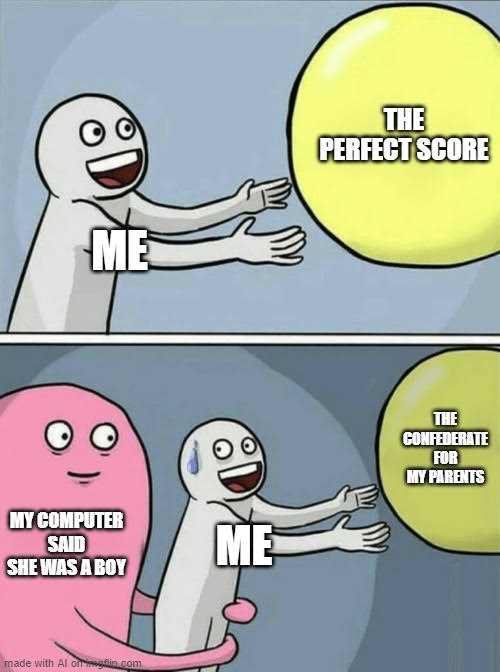 THE
PERFECT SCORE
ME
THE
CONFEDERATE
FOR
MY PARENTS
MY COMPUTER
SAID
SHE WAS A BOY
ME
made with AI on imgflip.com